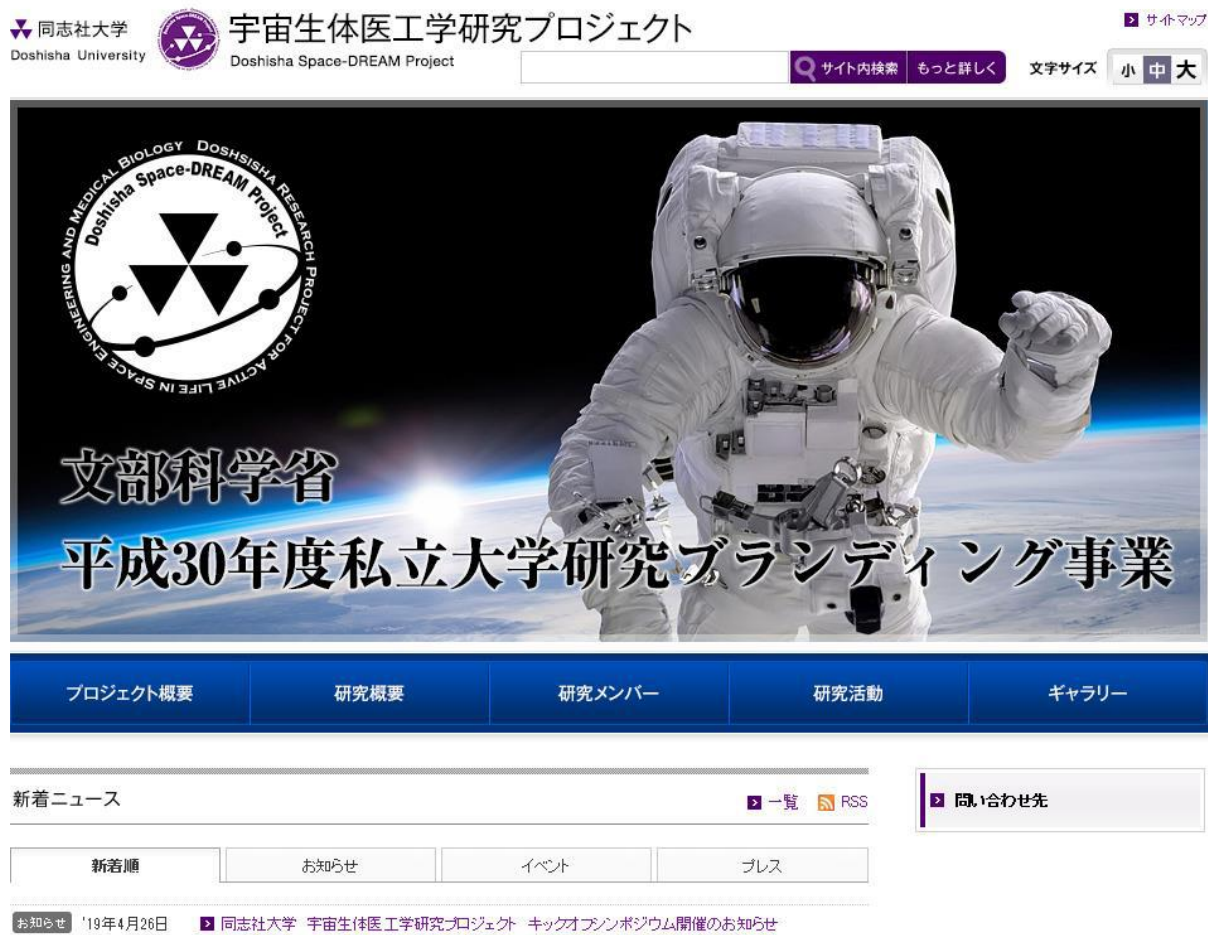 同志社大学
Doshisha University
宇宙生体医工学研究プロジェクト
Doshisha Space-DREAM Project
サイトマップ
サイト内検索 もっと詳しく
文字サイズ 小 中 大
DOSHSISHA RESEARCH PROJECT FOR ACTIVE LIFE IN SPACE ENGINEERING AND MEDICAL BIOLOGY
Doshisha Space-DREAM Project
文部科学省
平成30年度私立大学研究ブランディング事業
プロジェクト概要 研究概要 研究メンバー 研究活動 ギャラリー
新着ニュース 一覧 RSS
問い合わせ先
新着順 お知らせ イベント プレス
お知らせ '19年4月26日 同志社大学 宇宙生体医工学研究プロジェクト キックオフシンポジウム開催のお知らせ